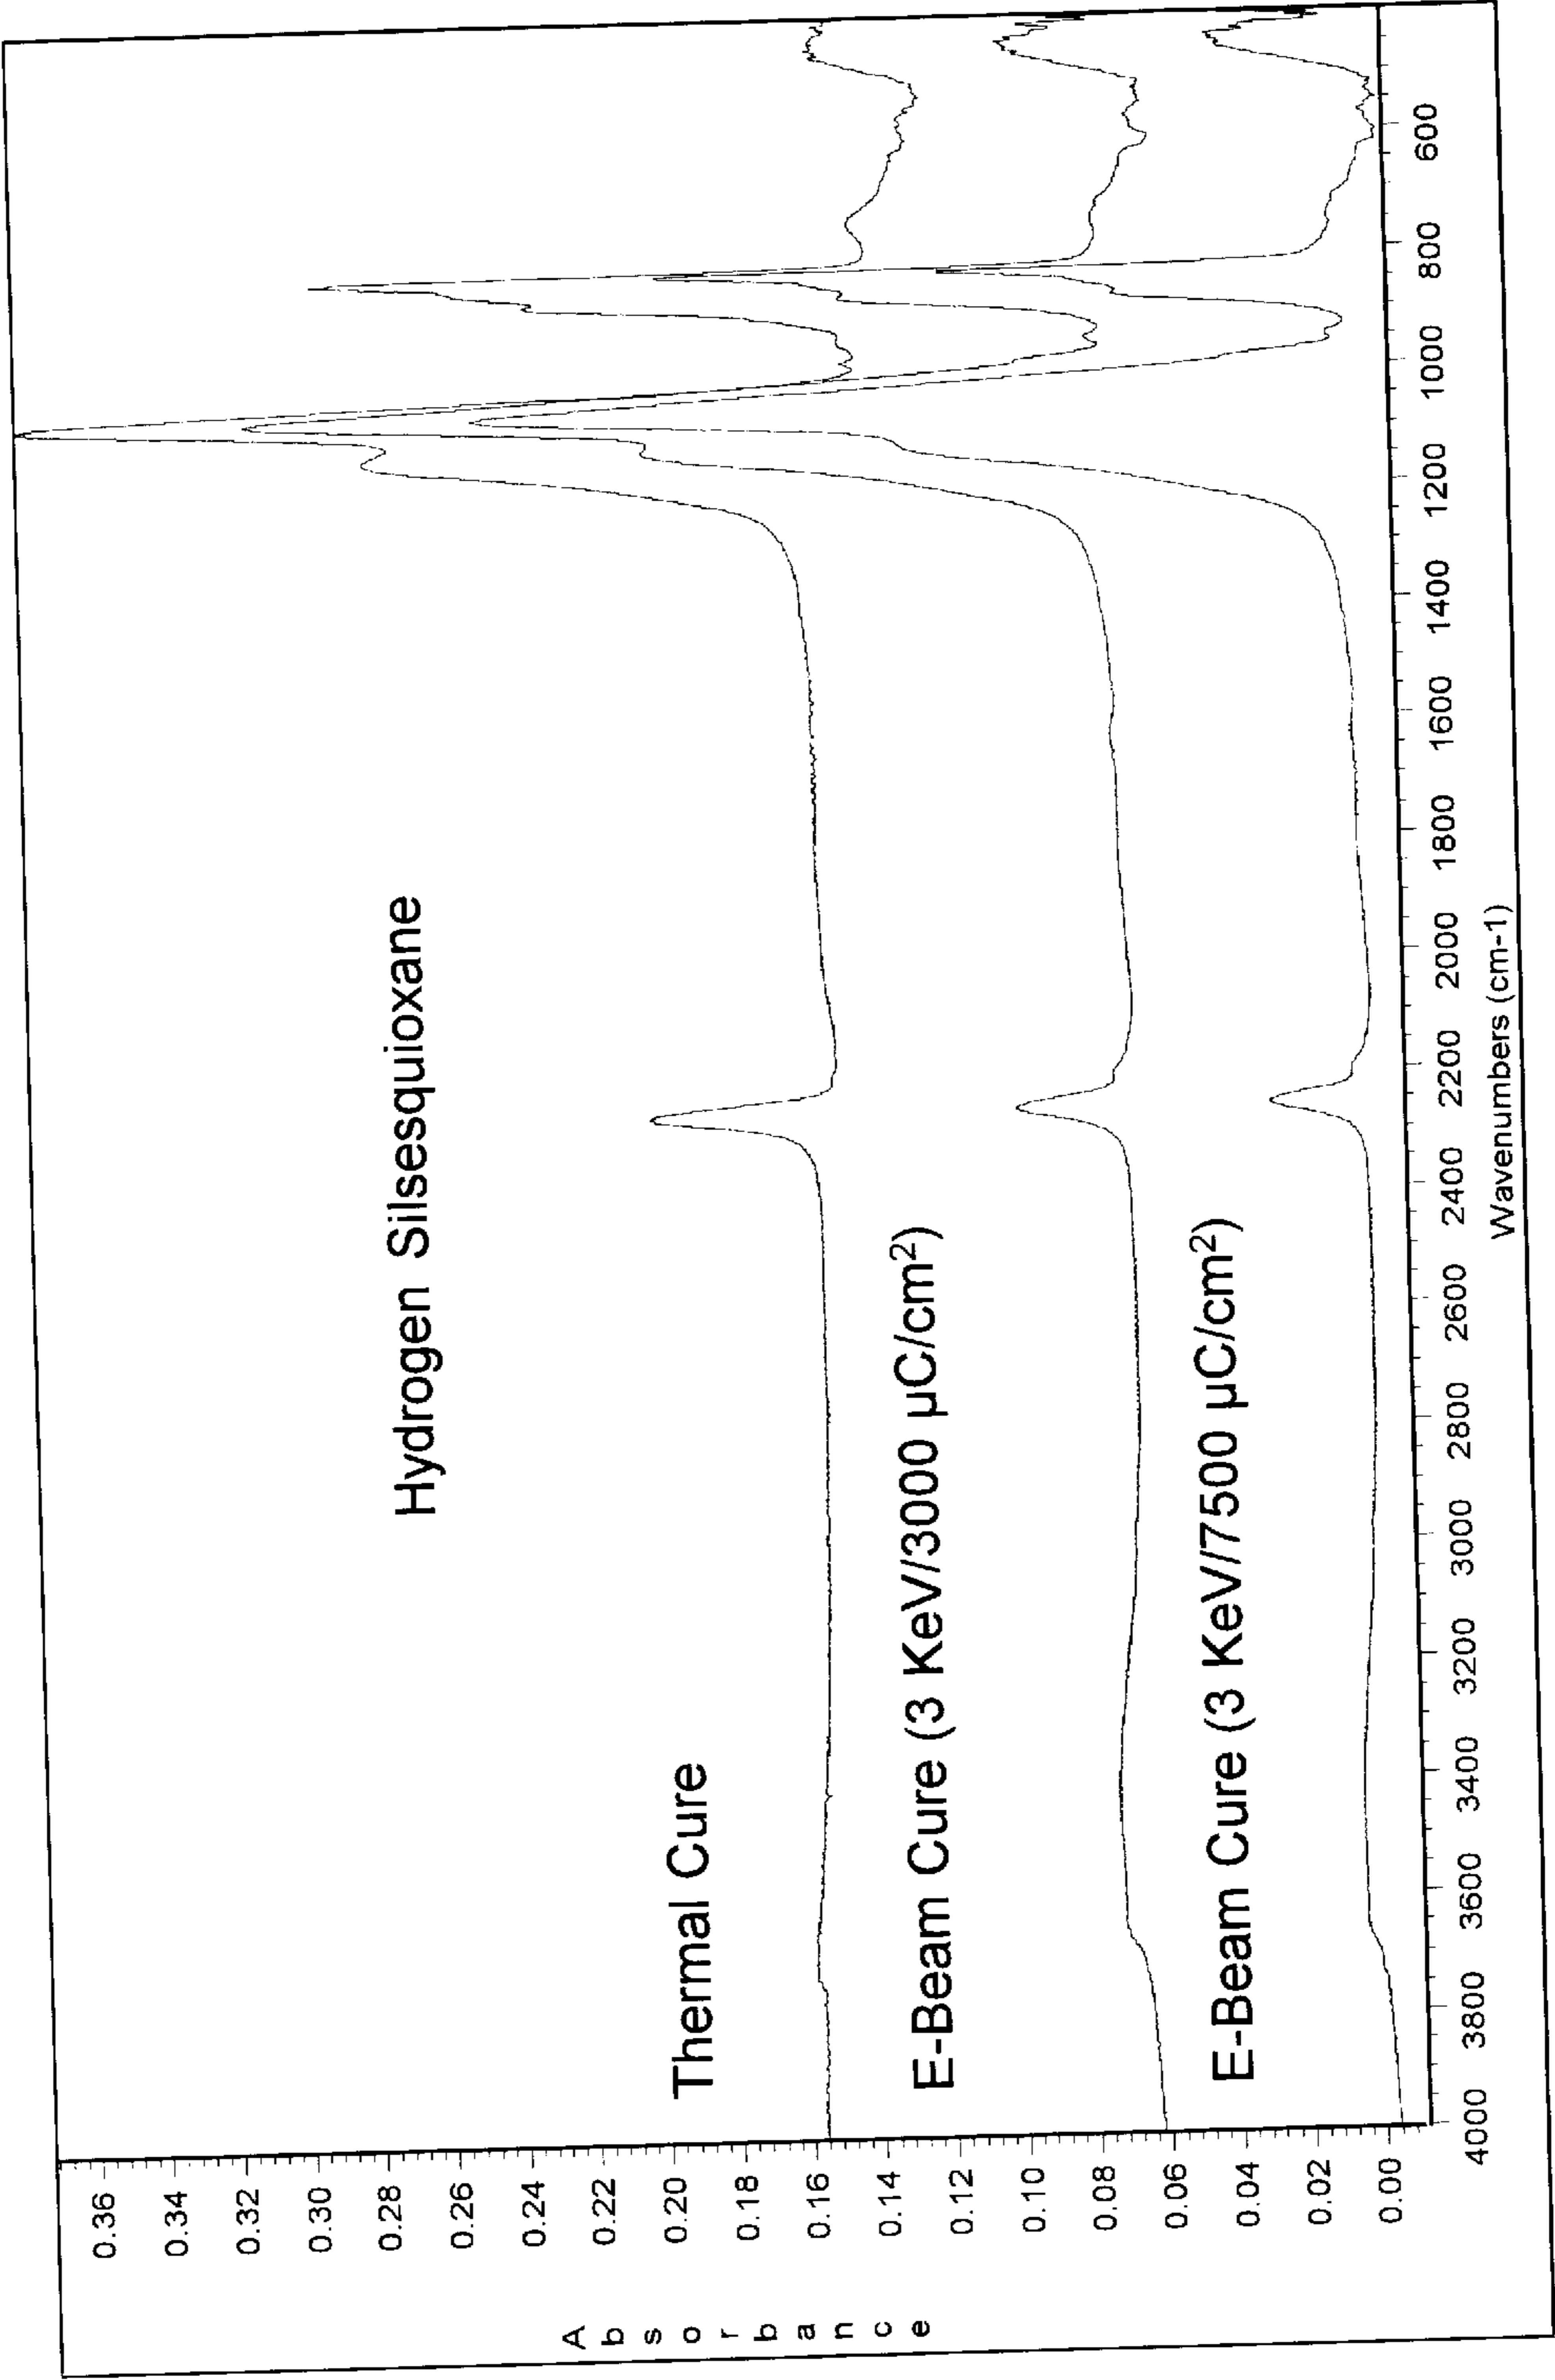 Hydrogen Silsesquioxane
Thermal Cure
E-Beam Cure (3 KeV/3000 µC/cm²)
E-Beam Cure (3 KeV/7500 µC/cm²)
Absorbance
0.36
0.34
0.32
0.30
0.28
0.26
0.24
0.22
0.20
0.18
0.16
0.14
0.12
0.10
0.08
0.06
0.04
0.02
0.00
4000 3800 3600 3400 3200 3000 2800 2600 2400 2200 2000 1800 1600 1400 1200 1000 800 600
Wavenumbers (cm-1)